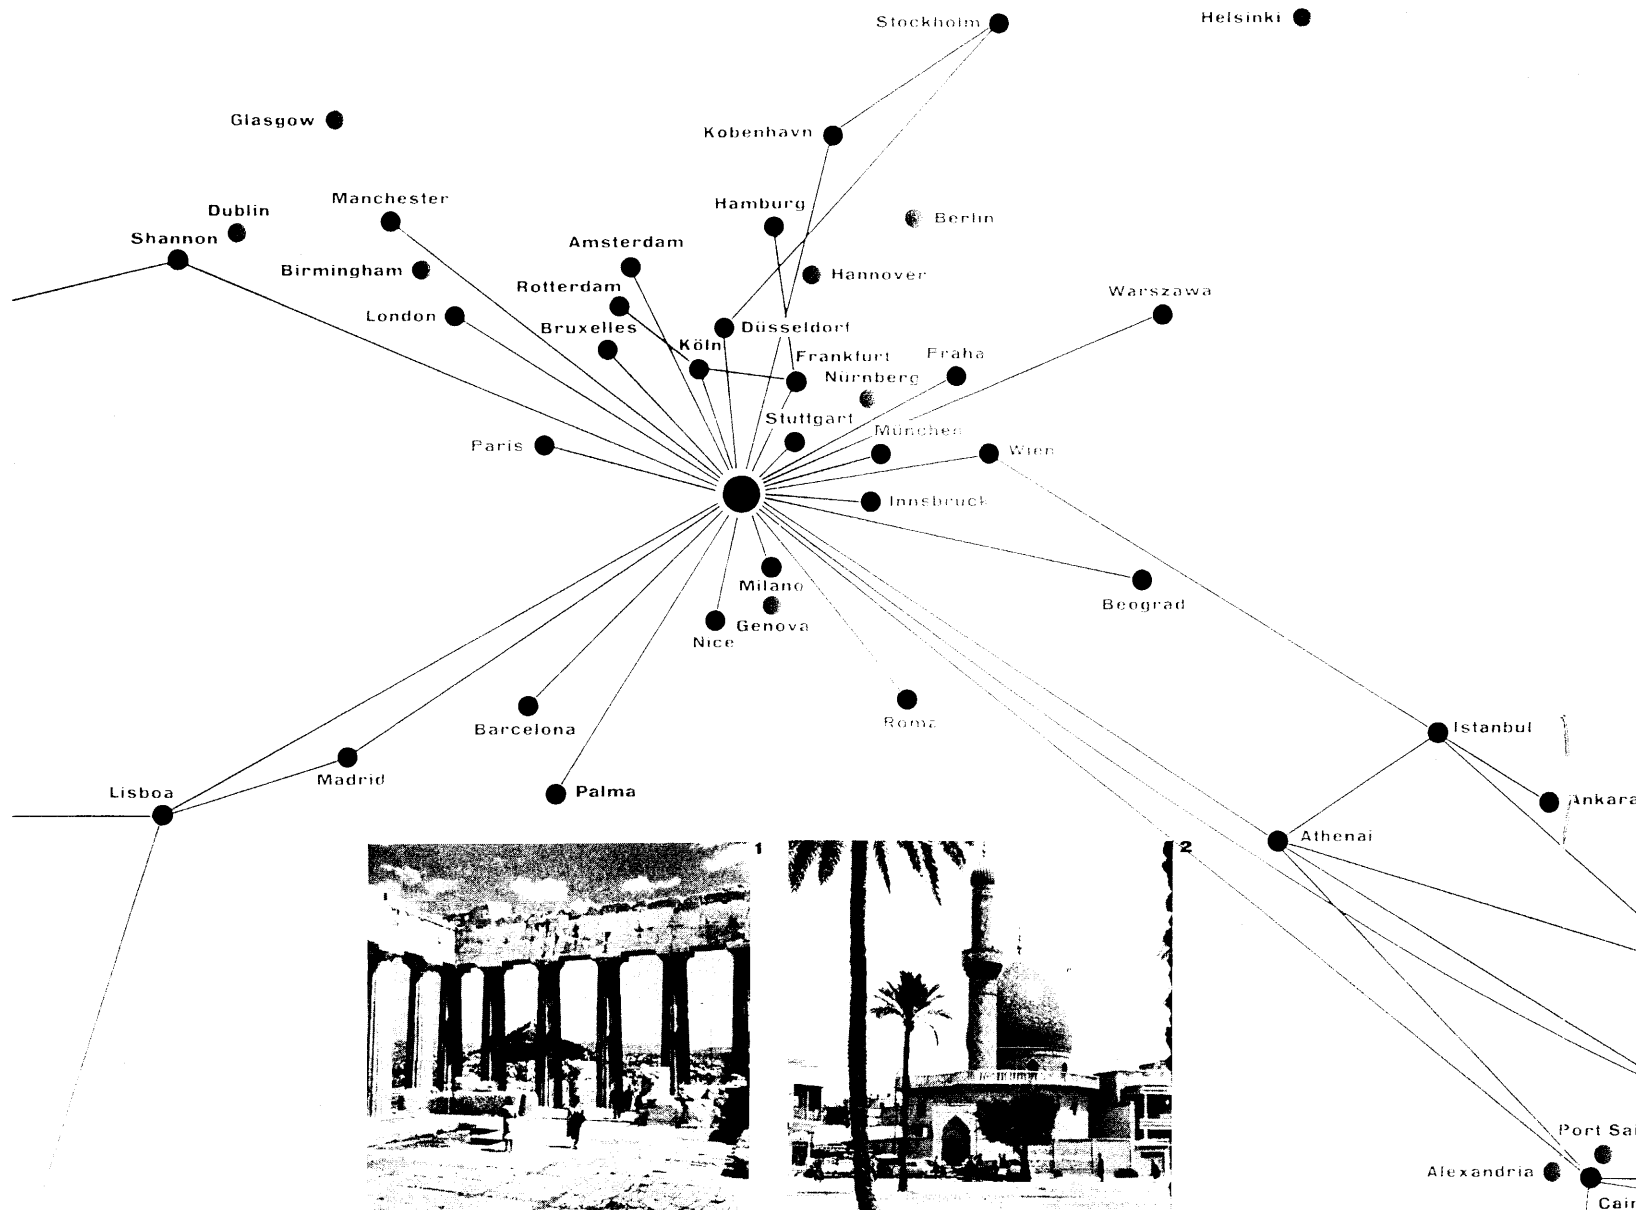 Stockholm
Helsinki
Glasgow
Kobenhavn
Manchester
Hamburg
Dublin
Berlin
Shannon
Amsterdam
Birmingham
Hannover
Rotterdam
Warszawa
London
Bruxelles
Düsseldorf
Köln
Frankfurt
Praha
Nürnberg
Stuttgart
München
Paris
Wien
Innsbruck
Milano
Beograd
Genova
Nice
Barcelona
Roma
Istanbul
Madrid
Lisboa
Palma
Ankara
Athenai
1
2
Port Sai
Alexandria
Cair